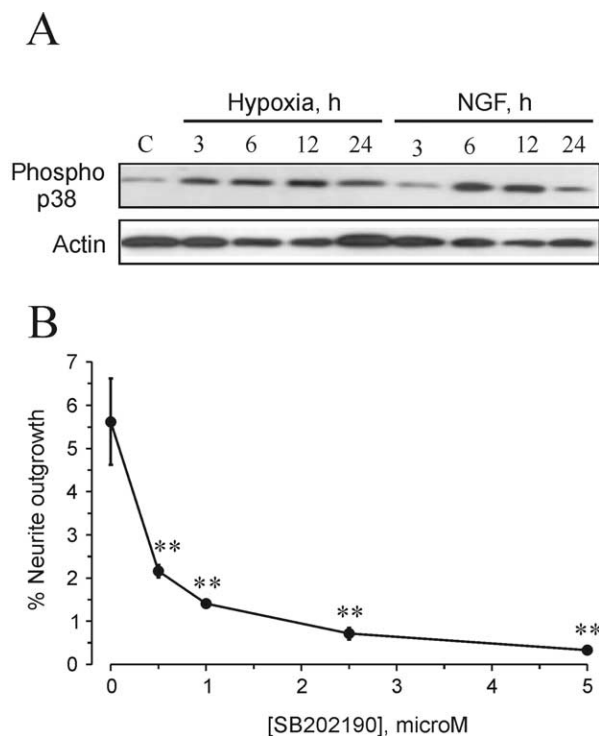 A
Hypoxia, h NGF, h
C 3 6 12 24 3 6 12 24
Phospho
p38
Actin
B
7
6
5
4
3
2
1
0
% Neurite outgrowth
**
**
**
**
0 1 2 3 4 5
[SB202190], microM